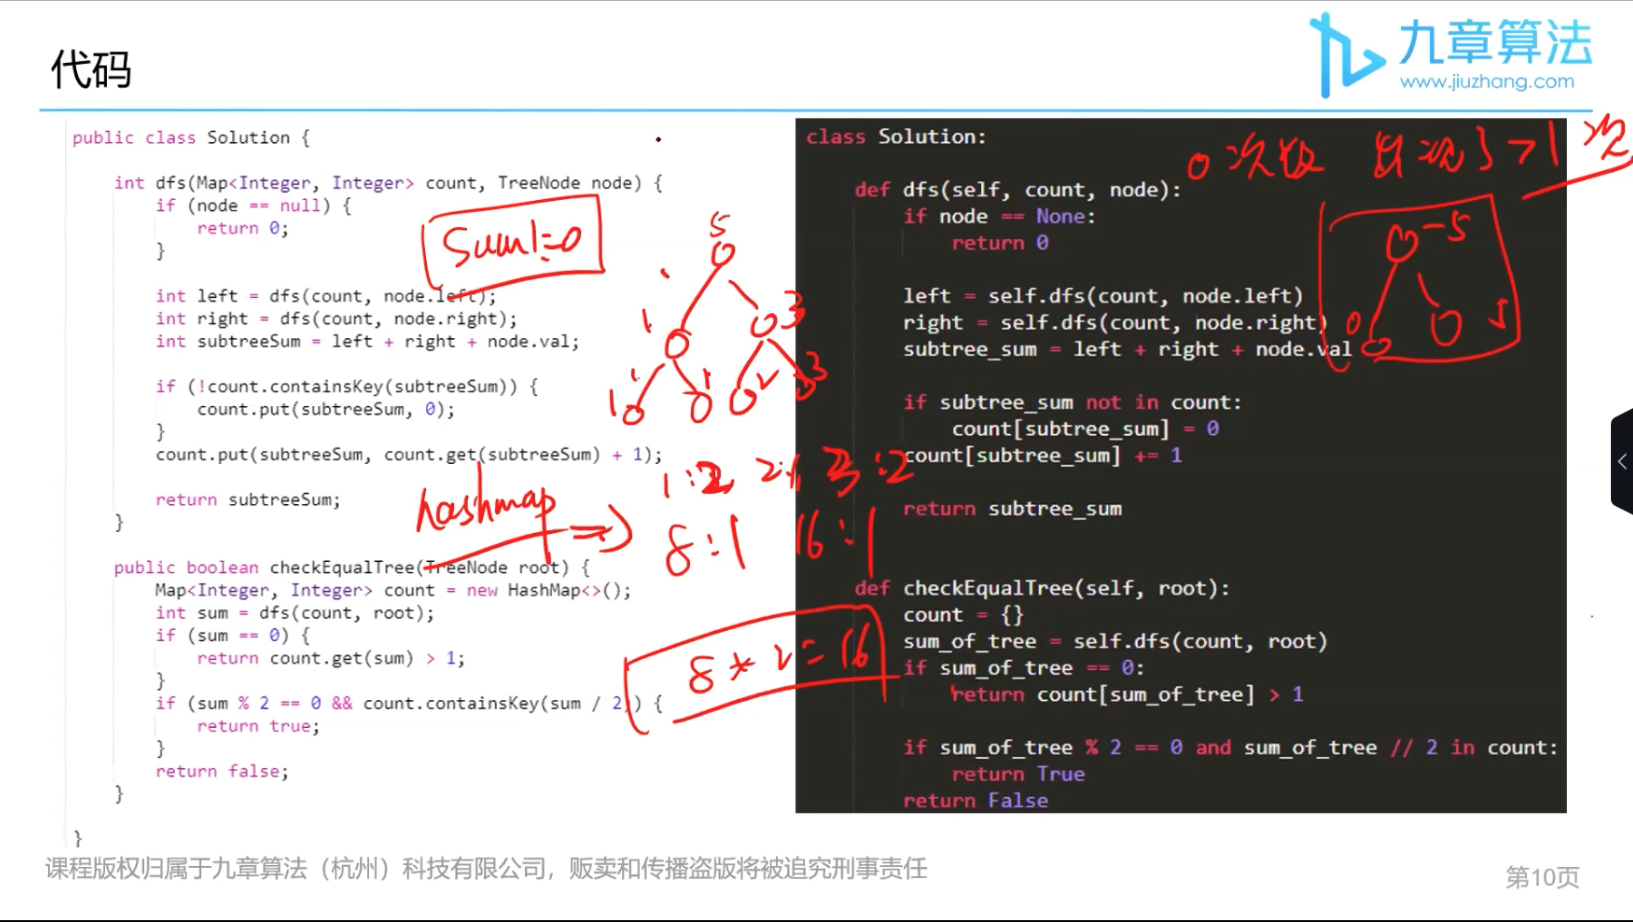 代码
九章算法
www.jiuzhang.com
public class Solution {
int dfs(Map<Integer, Integer> count, TreeNode node) {
if (node == null) {
return 0;
}
int left = dfs(count, node.left);
int right = dfs(count, node.right);
int subtreeSum = left + right + node.val;
if (!count.containsKey(subtreeSum)) {
count.put(subtreeSum, 0);
}
count.put(subtreeSum, count.get(subtreeSum) + 1);
return subtreeSum;
}
public boolean checkEqualTree(TreeNode root) {
Map<Integer, Integer> count = new HashMap<>();
int sum = dfs(count, root);
if (sum == 0) {
return count.get(sum) > 1;
}
if (sum % 2 == 0 && count.containsKey(sum / 2)) {
return true;
}
return false;
}
}
sum!=0
5
1
3
1
1
1
2
3
hashmap
1:2 2:1 3:2
8:1 16:1
8*2=16
class Solution:
def dfs(self, count, node):
if node == None:
return 0
left = self.dfs(count, node.left)
right = self.dfs(count, node.right)
subtree_sum = left + right + node.val
if subtree_sum not in count:
count[subtree_sum] = 0
count[subtree_sum] += 1
return subtree_sum
def checkEqualTree(self, root):
count = {}
sum_of_tree = self.dfs(count, root)
if sum_of_tree == 0:
return count[sum_of_tree] > 1
if sum_of_tree % 2 == 0 and sum_of_tree // 2 in count:
return True
return False
0次数 >1次
-5
0
5
课程版权归属于九章算法（杭州）科技有限公司，贩卖和传播盗版将被追究刑事责任
第10页